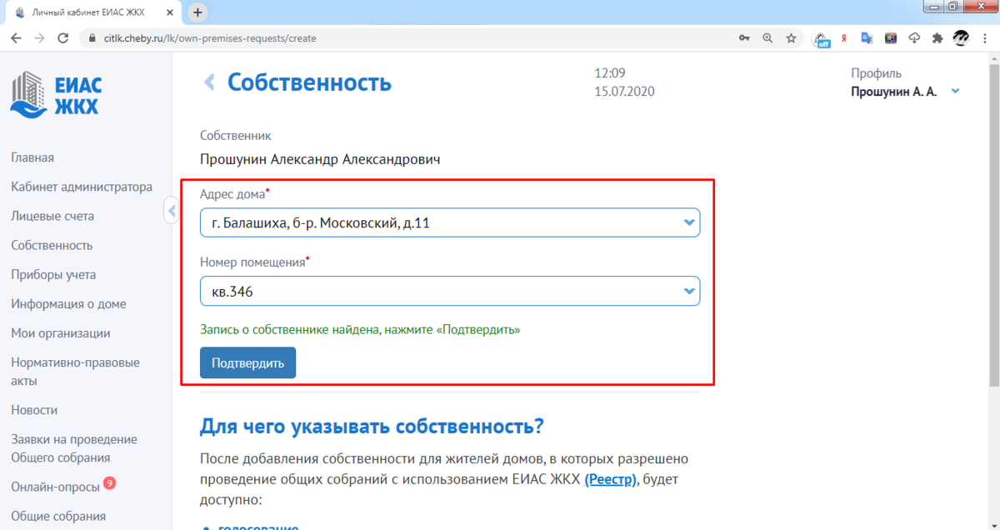 Личный кабинет ЕИАС ЖКХ
citlk.cheby.ru/lk/own-premises-requests/create
off
Я
ЕИАС
ЖКХ
Собственность
12:09
15.07.2020
Профиль
Прошунин А. А.
Главная
Кабинет администратора
Лицевые счета
Собственность
Приборы учета
Информация о доме
Мои организации
Нормативно-правовые
акты
Новости
Заявки на проведение
Общего собрания
Онлайн-опросы 9
Общие собрания
Собственник
Прошунин Александр Александрович
Адрес дома*
г. Балашиха, б-р. Московский, д.11
Номер помещения*
кв.346
Запись о собственнике найдена, нажмите «Подтвердить»
Подтвердить
Для чего указывать собственность?
После добавления собственности для жителей домов, в которых разрешено
проведение общих собраний с использованием ЕИАС ЖКХ (Реестр), будет
доступно:
• голосование